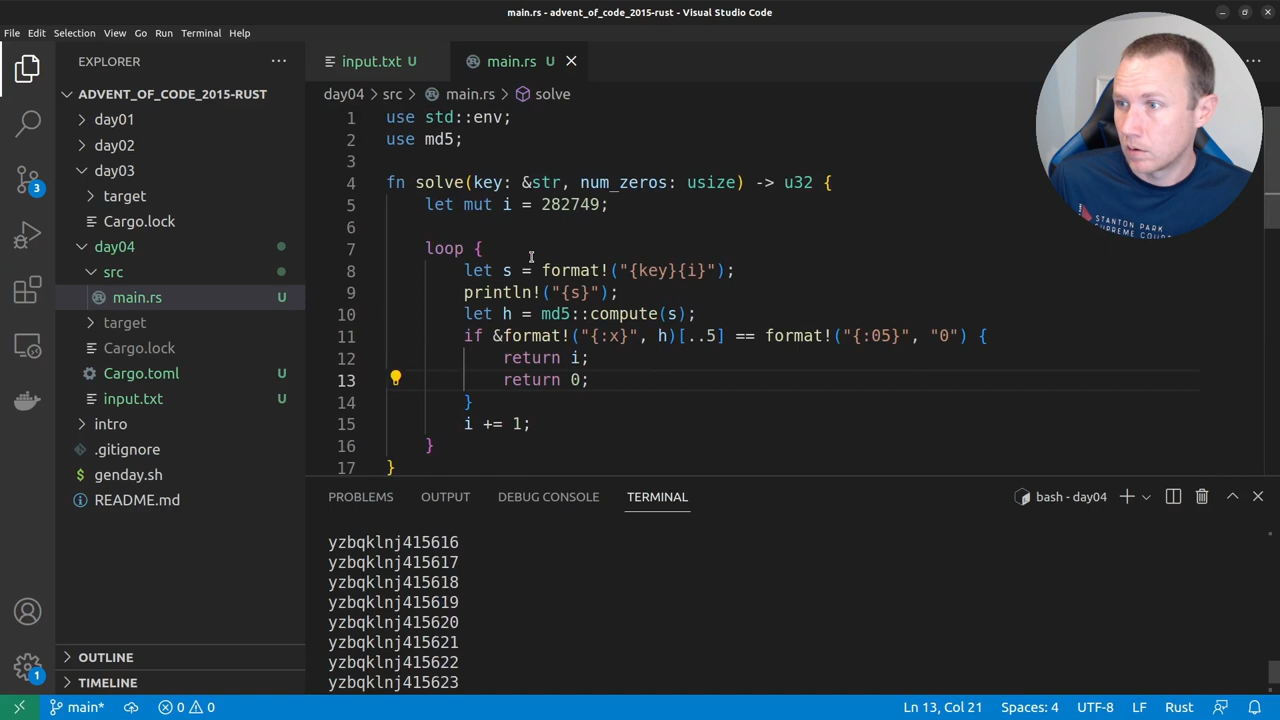 main.rs - advent_of_code_2015-rust - Visual Studio Code
File Edit Selection View Go Run Terminal Help
EXPLORER
ADVENT_OF_CODE_2015-RUST
day01
day02
day03
target
Cargo.lock
day04
src
main.rs U
target
Cargo.lock
Cargo.toml U
input.txt U
intro
.gitignore
$ genday.sh
README.md
OUTLINE
TIMELINE
3
1
input.txt U
main.rs U
day04 > src > main.rs > solve
1 use std::env;
2 use md5;
3
4 fn solve(key: &str, num_zeros: usize) -> u32 {
5 let mut i = 282749;
6
7 loop {
8 let s = format!("{key}{i}");
9 println!("{s}");
10 let h = md5::compute(s);
11 if &format!("{:x}", h)[..5] == format!("{:05}", "0") {
12 return i;
13 return 0;
14 }
15 i += 1;
16 }
17 }
STANTON PARK
SUPREME COU
PROBLEMS OUTPUT DEBUG CONSOLE TERMINAL
bash - day04
yzbqklnj415616
yzbqklnj415617
yzbqklnj415618
yzbqklnj415619
yzbqklnj415620
yzbqklnj415621
yzbqklnj415622
yzbqklnj415623
main* 0 0 Ln 13, Col 21 Spaces: 4 UTF-8 LF Rust